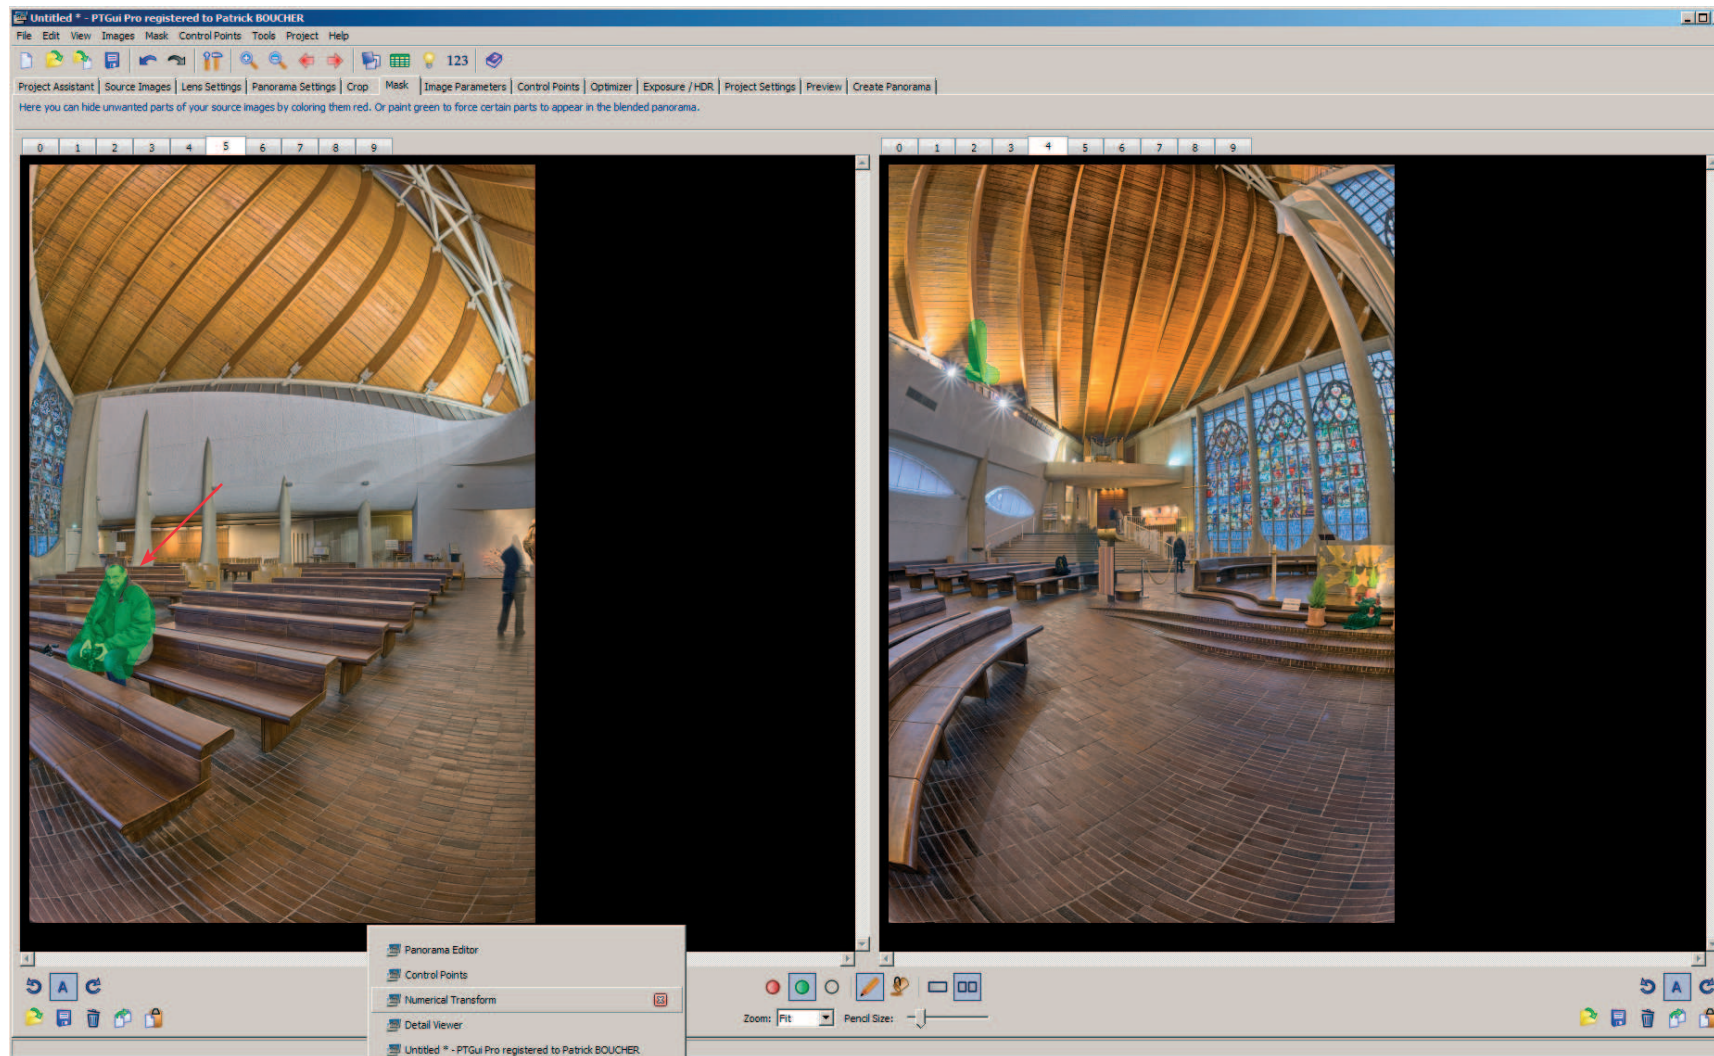 Untitled * - PTGui Pro registered to Patrick BOUCHER
File Edit View Images Mask Control Points Tools Project Help
123
Project Assistant Source Images Lens Settings Panorama Settings Crop Mask Image Parameters Control Points Optimizer Exposure / HDR Project Settings Preview Create Panorama
Here you can hide unwanted parts of your source images by coloring them red. Or paint green to force certain parts to appear in the blended panorama.
0 1 2 3 4 5 6 7 8 9
0 1 2 3 4 5 6 7 8 9
Panorama Editor
Control Points
Numerical Transform
Detail Viewer
Untitled * - PTGui Pro registered to Patrick BOUCHER
A
Zoom: Fit Pencil Size:
A